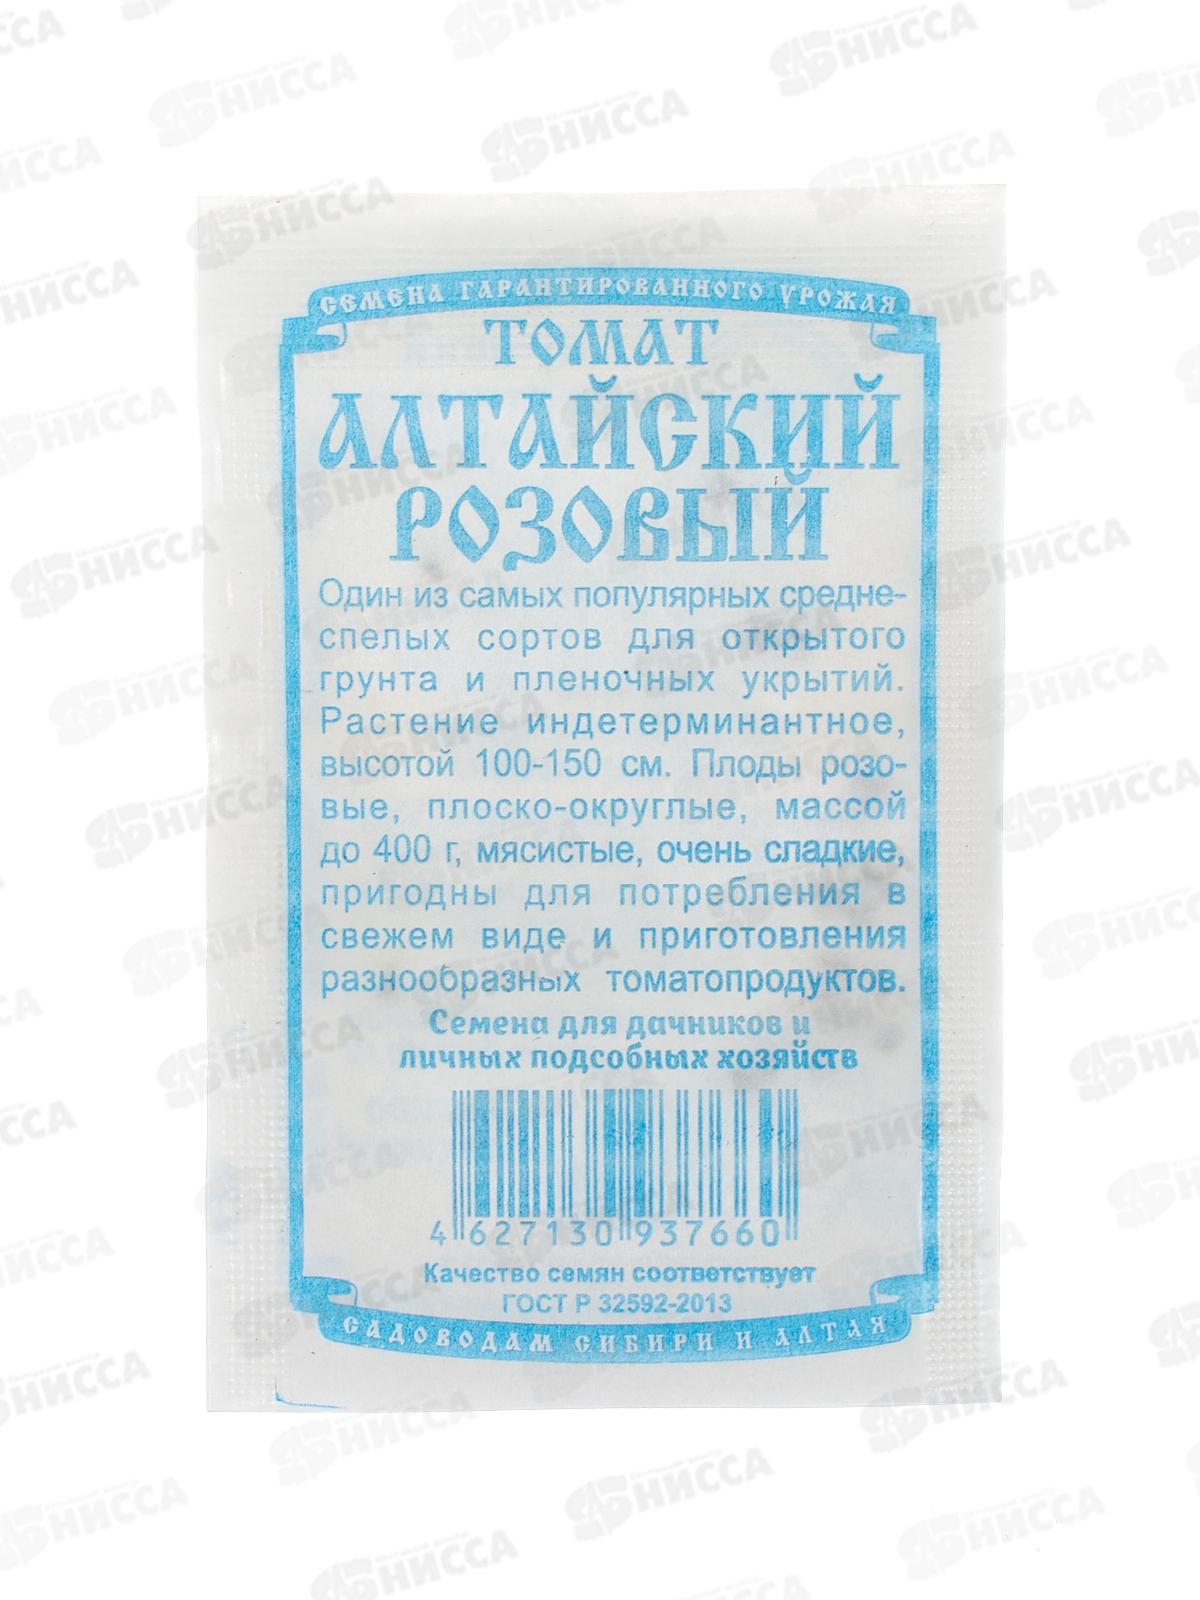 СЕМЕНА ГАРАНТИРОВАННОГО УРОЖАЯ
ТОМАТ
АЛТАЙСКИЙ
РОЗОВЫЙ
Один из самых популярных средне-
спелых сортов для открытого
грунта и пленочных укрытий.
Растение индетерминантное,
высотой 100-150 см. Плоды розо-
вые, плоско-округлые, массой
до 400 г, мясистые, очень сладкие,
пригодны для потребления в
свежем виде и приготовления
разнообразных томатопродуктов.
Семена для дачников и
личных подсобных хозяйств
4 627130 937660
Качество семян соответствует
ГОСТ Р 32592-2013
САДОВОДАМ СИБИРИ И АЛТАЯ